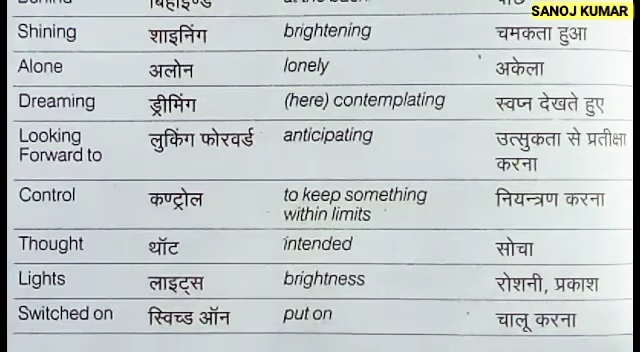 SANOJ KUMAR
Shining शाइनिंग brightening चमकता हुआ
Alone अलोन lonely अकेला
Dreaming ड्रीमिंग (here) contemplating स्वप्न देखते हुए
Looking लुकिंग फोरवर्ड anticipating उत्सुकता से प्रतीक्षा
Forward to करना
Control कण्ट्रोल to keep something नियन्त्रण करना
within limits
Thought थॉट intended सोचा
Lights लाइट्स brightness रोशनी, प्रकाश
Switched on स्विच्ड ऑन put on चालू करना